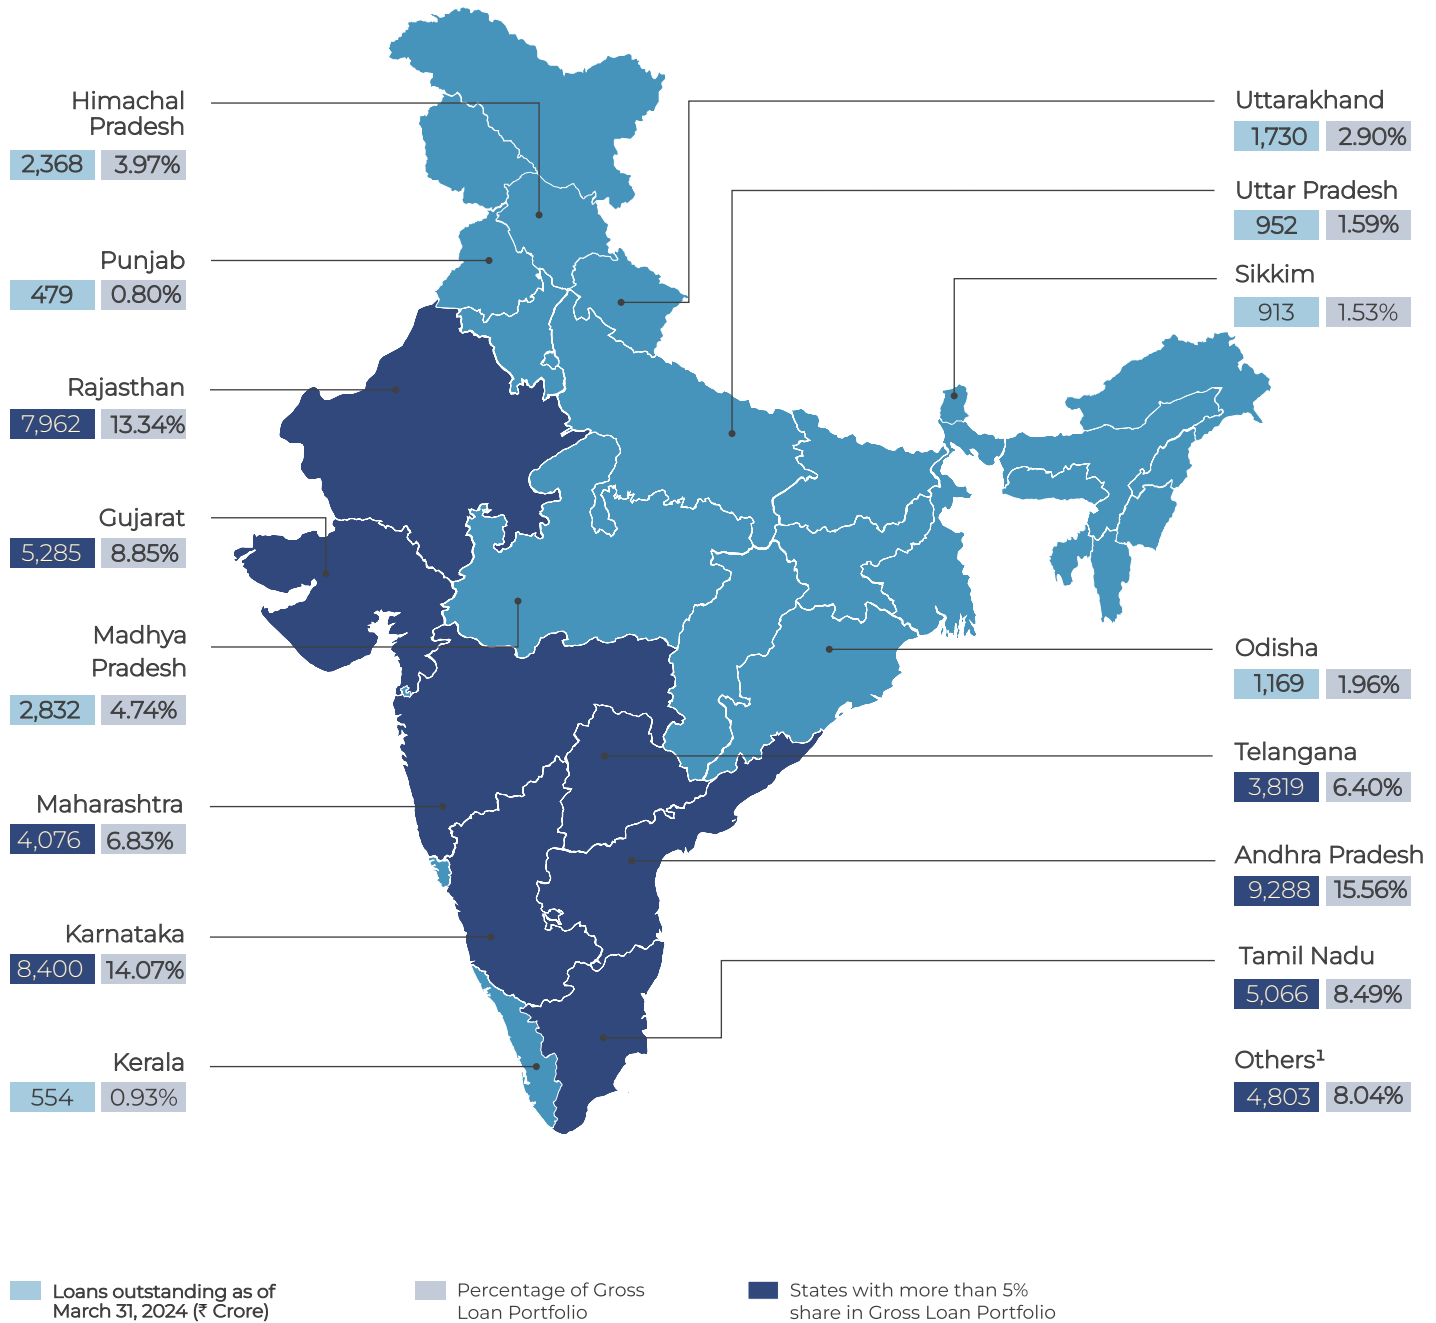 Himachal
Pradesh
2,368 3.97%
Punjab
479 0.80%
Rajasthan
7,962 13.34%
Gujarat
5,285 8.85%
Madhya
Pradesh
2,832 4.74%
Maharashtra
4,076 6.83%
Karnataka
8,400 14.07%
Kerala
554 0.93%
Uttarakhand
1,730 2.90%
Uttar Pradesh
952 1.59%
Sikkim
913 1.53%
Odisha
1,169 1.96%
Telangana
3,819 6.40%
Andhra Pradesh
9,288 15.56%
Tamil Nadu
5,066 8.49%
Others¹
4,803 8.04%
Loans outstanding as of
March 31, 2024 (₹ Crore)
Percentage of Gross
Loan Portfolio
States with more than 5%
share in Gross Loan Portfolio